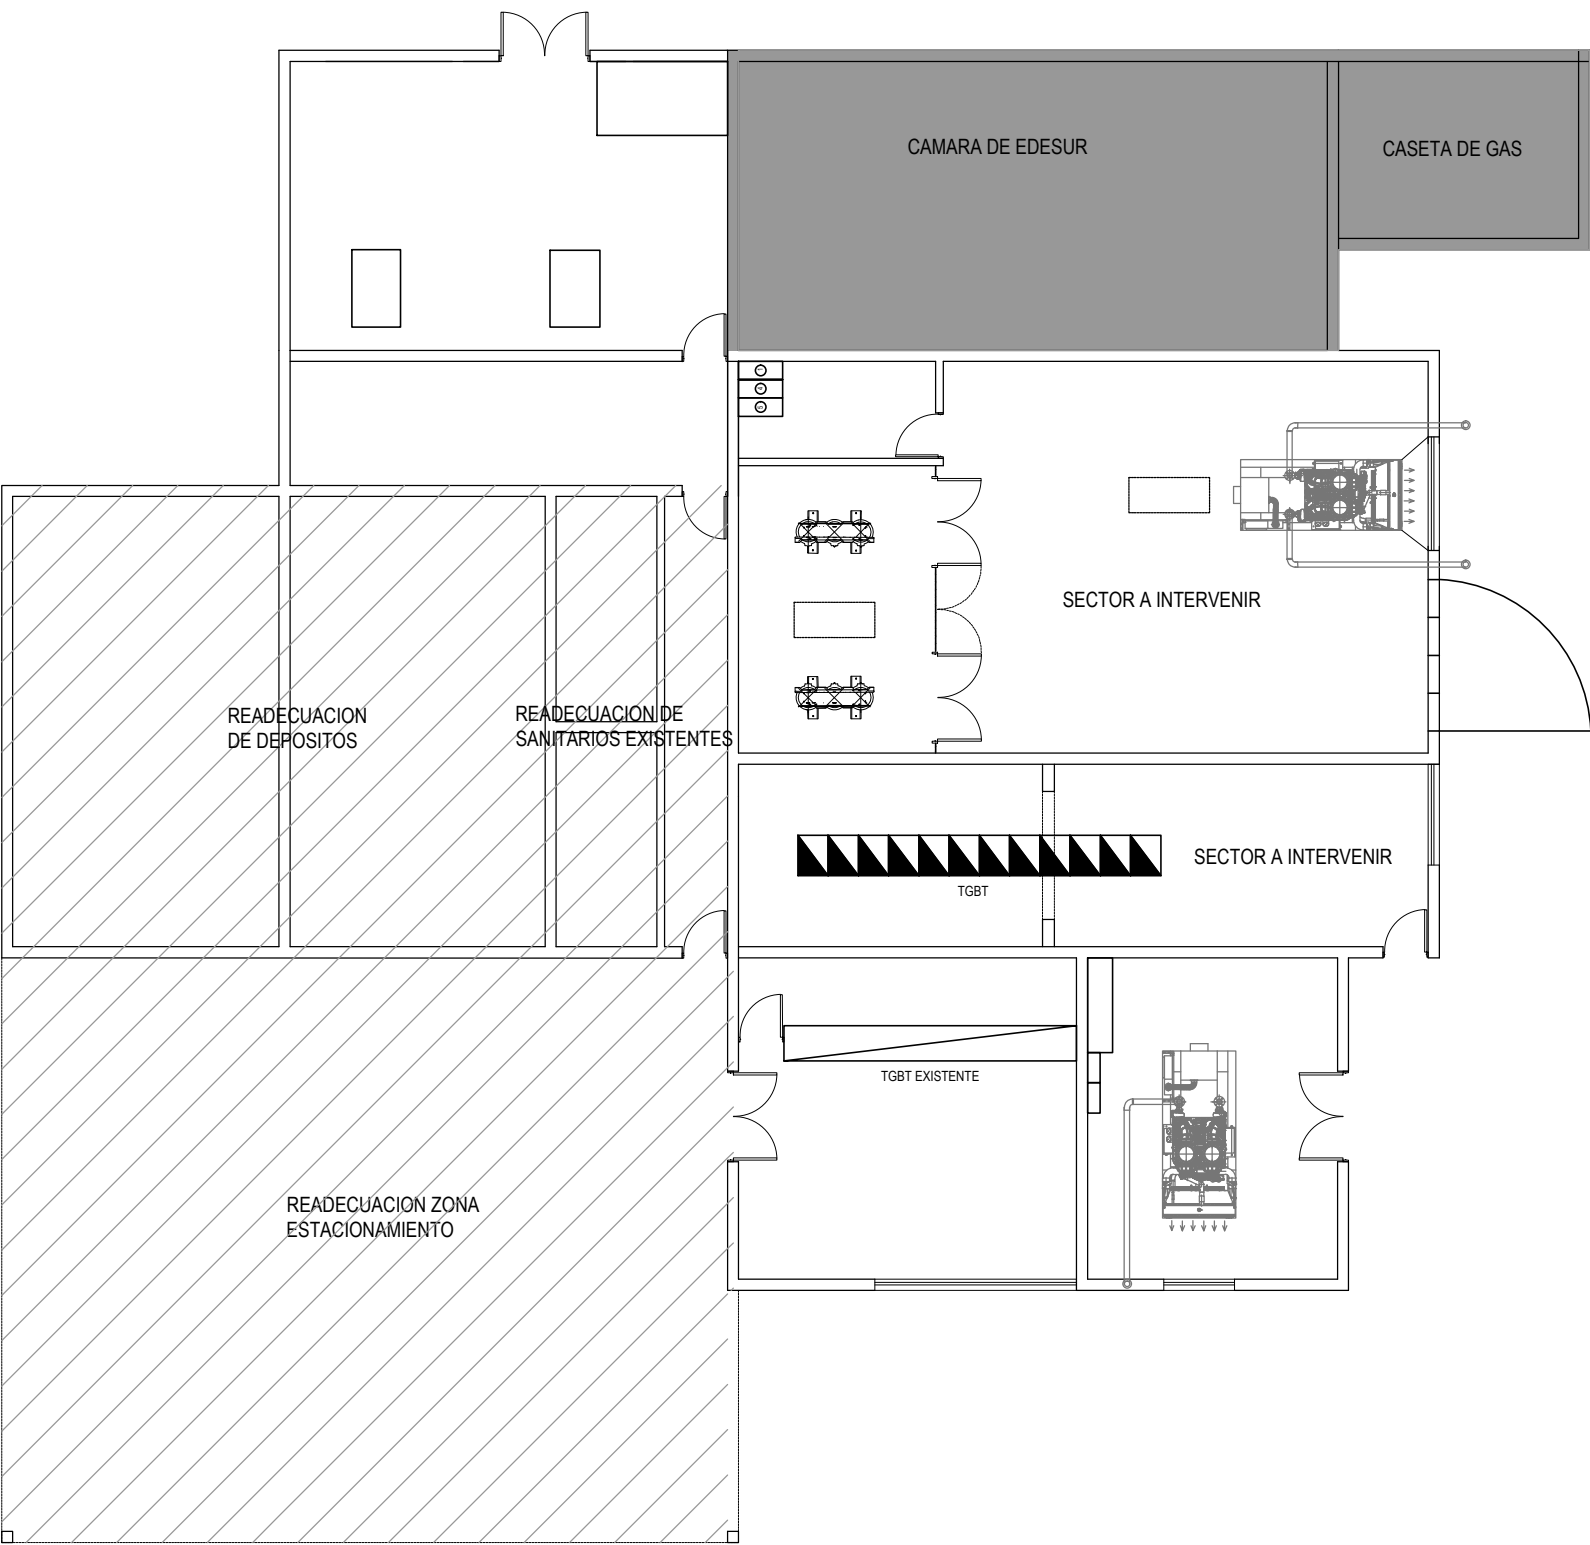 CAMARA DE EDESUR
CASETA DE GAS
SECTOR A INTERVENIR
READECUACION
DE DEPOSITOS
READECUACION DE
SANITARIOS EXISTENTES
SECTOR A INTERVENIR
TGBT
TGBT EXISTENTE
READECUACION ZONA
ESTACIONAMIENTO